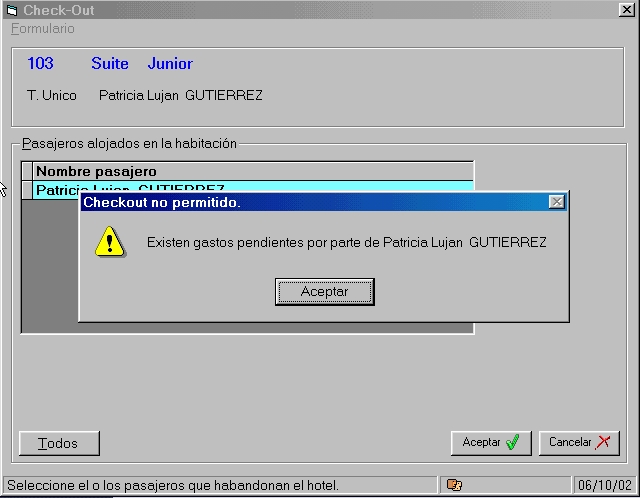 Check-Out
Formulario
103 Suite Junior
T. Unico Patricia Lujan GUTIERREZ
Pasajeros alojados en la habitación
Nombre pasajero
Patricia Lujan GUTIERREZ
Checkout no permitido.
Existen gastos pendientes por parte de Patricia Lujan GUTIERREZ
Aceptar
Todos
Aceptar
Cancelar
Seleccione el o los pasajeros que habandonan el hotel.
06/10/02